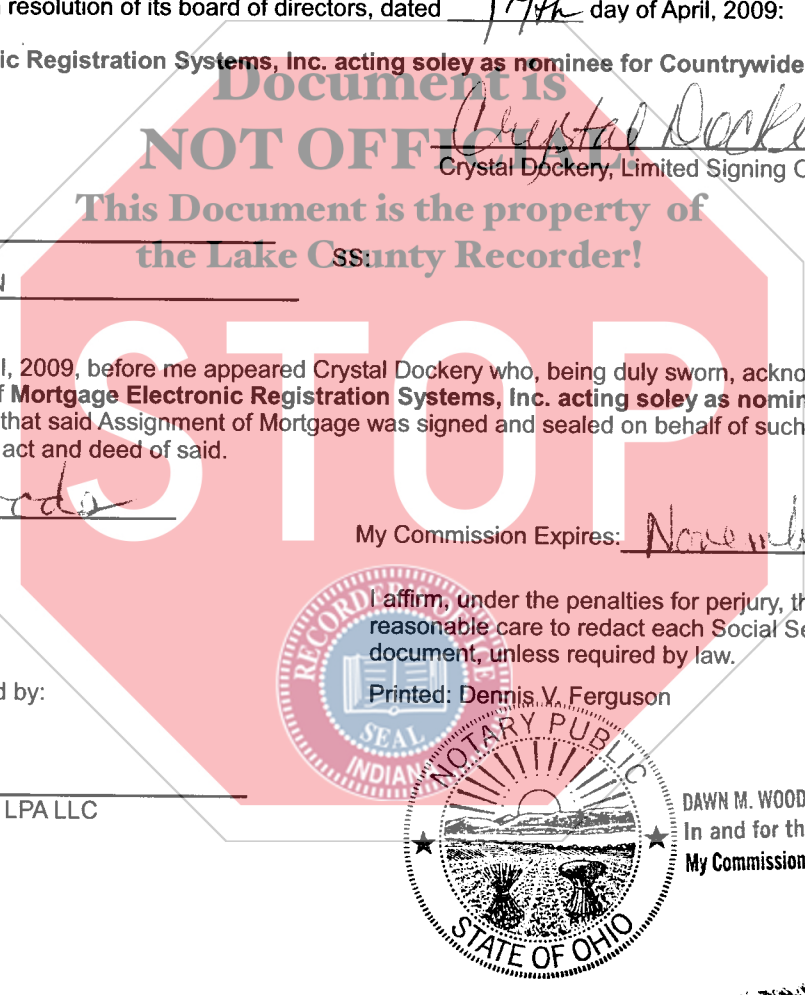 resolution of its board of directors, dated 17th day of April, 2009:
ic Registration Systems, Inc. acting soley as nominee for Countrywide
Document is
NOT OFFICIAL!
Crystal Dockery, Limited Signing O
This Document is the property of
the Lake County Recorder!
SS:
STOP
l, 2009, before me appeared Crystal Dockery who, being duly sworn, ackno
f Mortgage Electronic Registration Systems, Inc. acting soley as nomin
that said Assignment of Mortgage was signed and sealed on behalf of such
act and deed of said.
My Commission Expires: Novemb
I affirm, under the penalties for perjury, th
reasonable care to redact each Social Se
document, unless required by law.
d by:
Printed: Dennis V. Ferguson
RECORDER'S OFFICE
SEAL
INDIANA
NOTARY PUBLIC
STATE OF OHIO
LPA LLC
DAWN M. WOOD
In and for th
My Commission